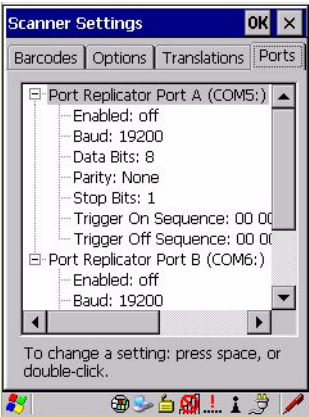 Scanner Settings OK ×
Barcodes Options Translations Ports
Port Replicator Port A (COM5:)
Enabled: off
Baud: 19200
Data Bits: 8
Parity: None
Stop Bits: 1
Trigger On Sequence: 00 00
Trigger Off Sequence: 00 00
Port Replicator Port B (COM6:)
Enabled: off
Baud: 19200
To change a setting: press space, or
double-click.